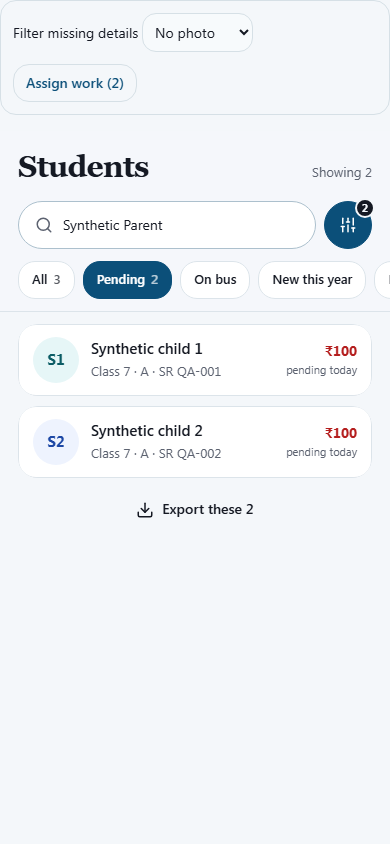 Filter missing details No photo
Assign work (2)
Students
Showing 2
Synthetic Parent
2
All 3 Pending 2 On bus New this year
S1 Synthetic child 1 ₹100
Class 7 · A · SR QA-001 pending today
S2 Synthetic child 2 ₹100
Class 7 · A · SR QA-002 pending today
Export these 2